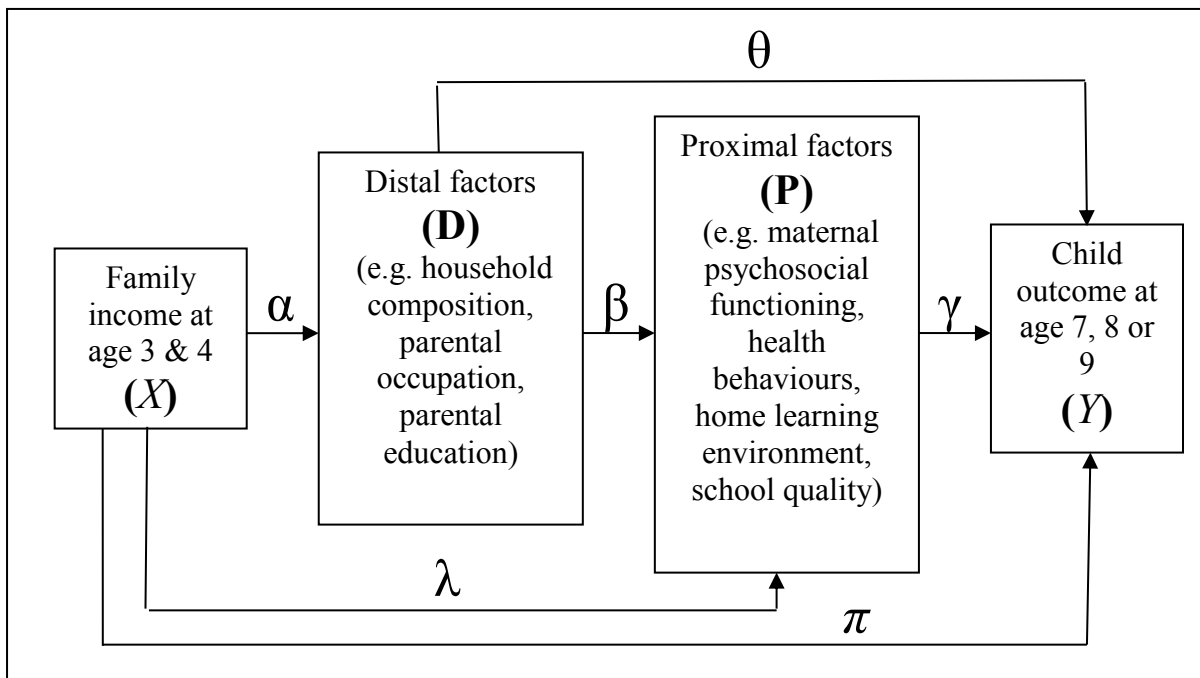 θ
Family
income at
age 3 & 4
(X)
α
Distal factors
(D)
(e.g. household
composition,
parental
occupation,
parental
education)
β
Proximal factors
(P)
(e.g. maternal
psychosocial
functioning,
health
behaviours,
home learning
environment,
school quality)
γ
Child
outcome at
age 7, 8 or
9
(Y)
λ
π